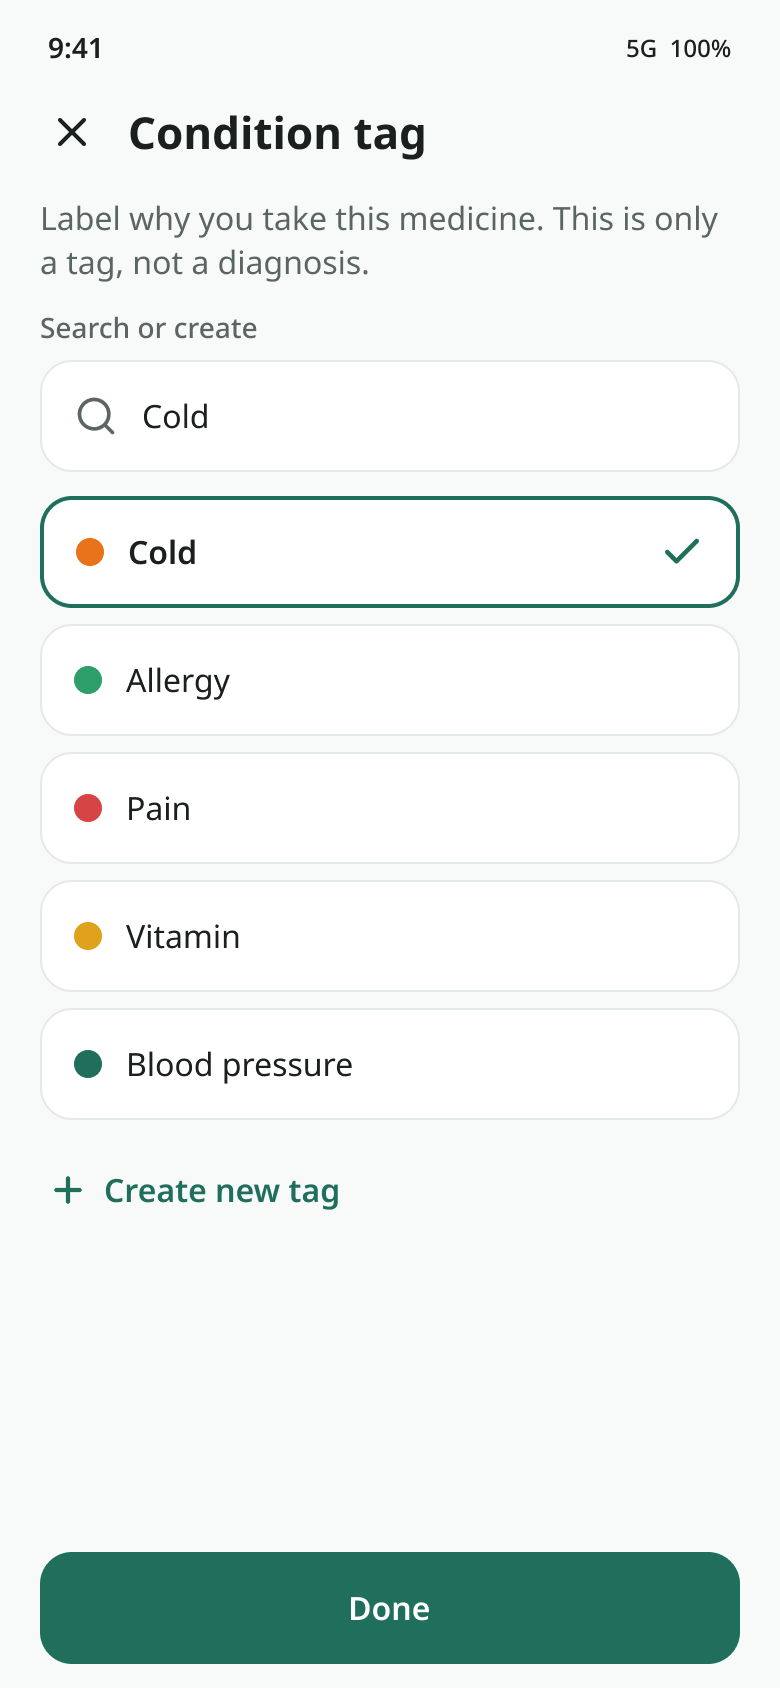 9:41
5G 100%
Condition tag
Label why you take this medicine. This is only
a tag, not a diagnosis.
Search or create
Cold
Cold
Allergy
Pain
Vitamin
Blood pressure
Create new tag
Done